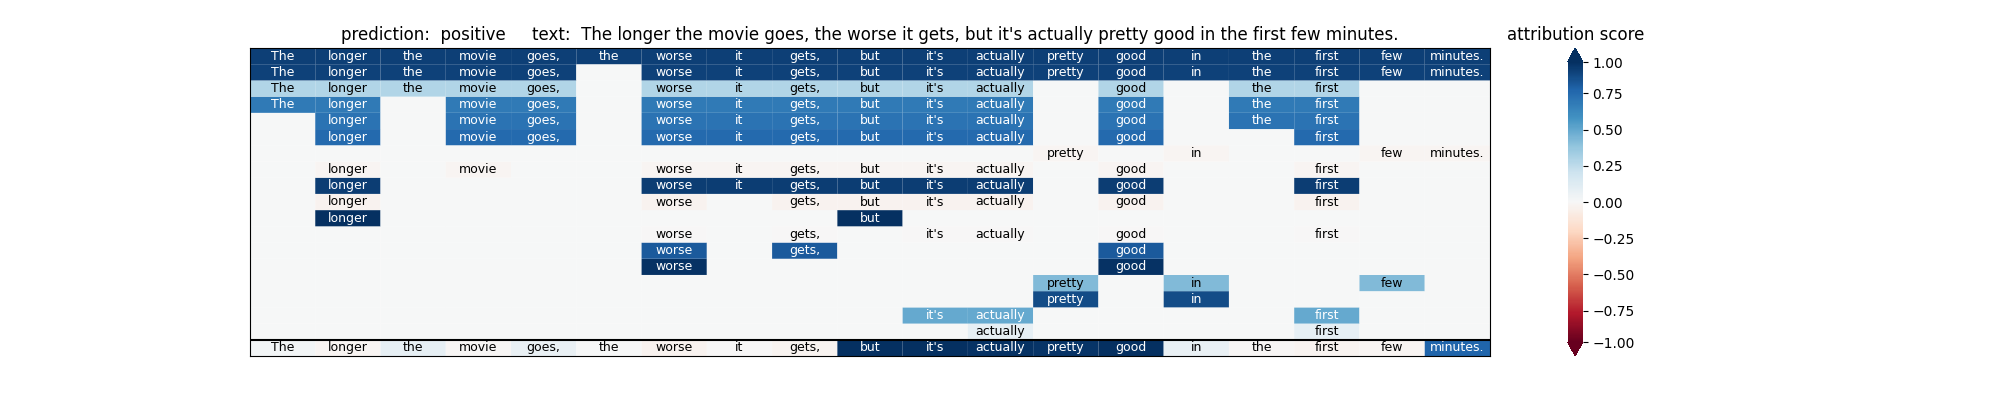 prediction: positive text: The longer the movie goes, the worse it gets, but it's actually pretty good in the first few minutes. attribution score
The longer the movie goes, the worse it gets, but it's actually pretty good in the first few minutes. 1.00
The longer the movie goes, worse it gets, but it's actually pretty good in the first few minutes.
The longer the movie goes, worse it gets, but it's actually good the first
The longer movie goes, worse it gets, but it's actually good the first 0.75
longer movie goes, worse it gets, but it's actually good the first
longer movie goes, worse it gets, but it's actually good first 0.50
pretty in few minutes.
longer movie worse it gets, but it's actually good first 0.25
longer worse it gets, but it's actually good first
longer worse gets, but it's actually good first 0.00
longer but
worse gets, it's actually good first −0.25
worse gets, good
worse good
pretty in few −0.50
pretty in
it's actually first −0.75
actually first
The longer the movie goes, the worse it gets, but it's actually pretty good in the first few minutes. −1.00